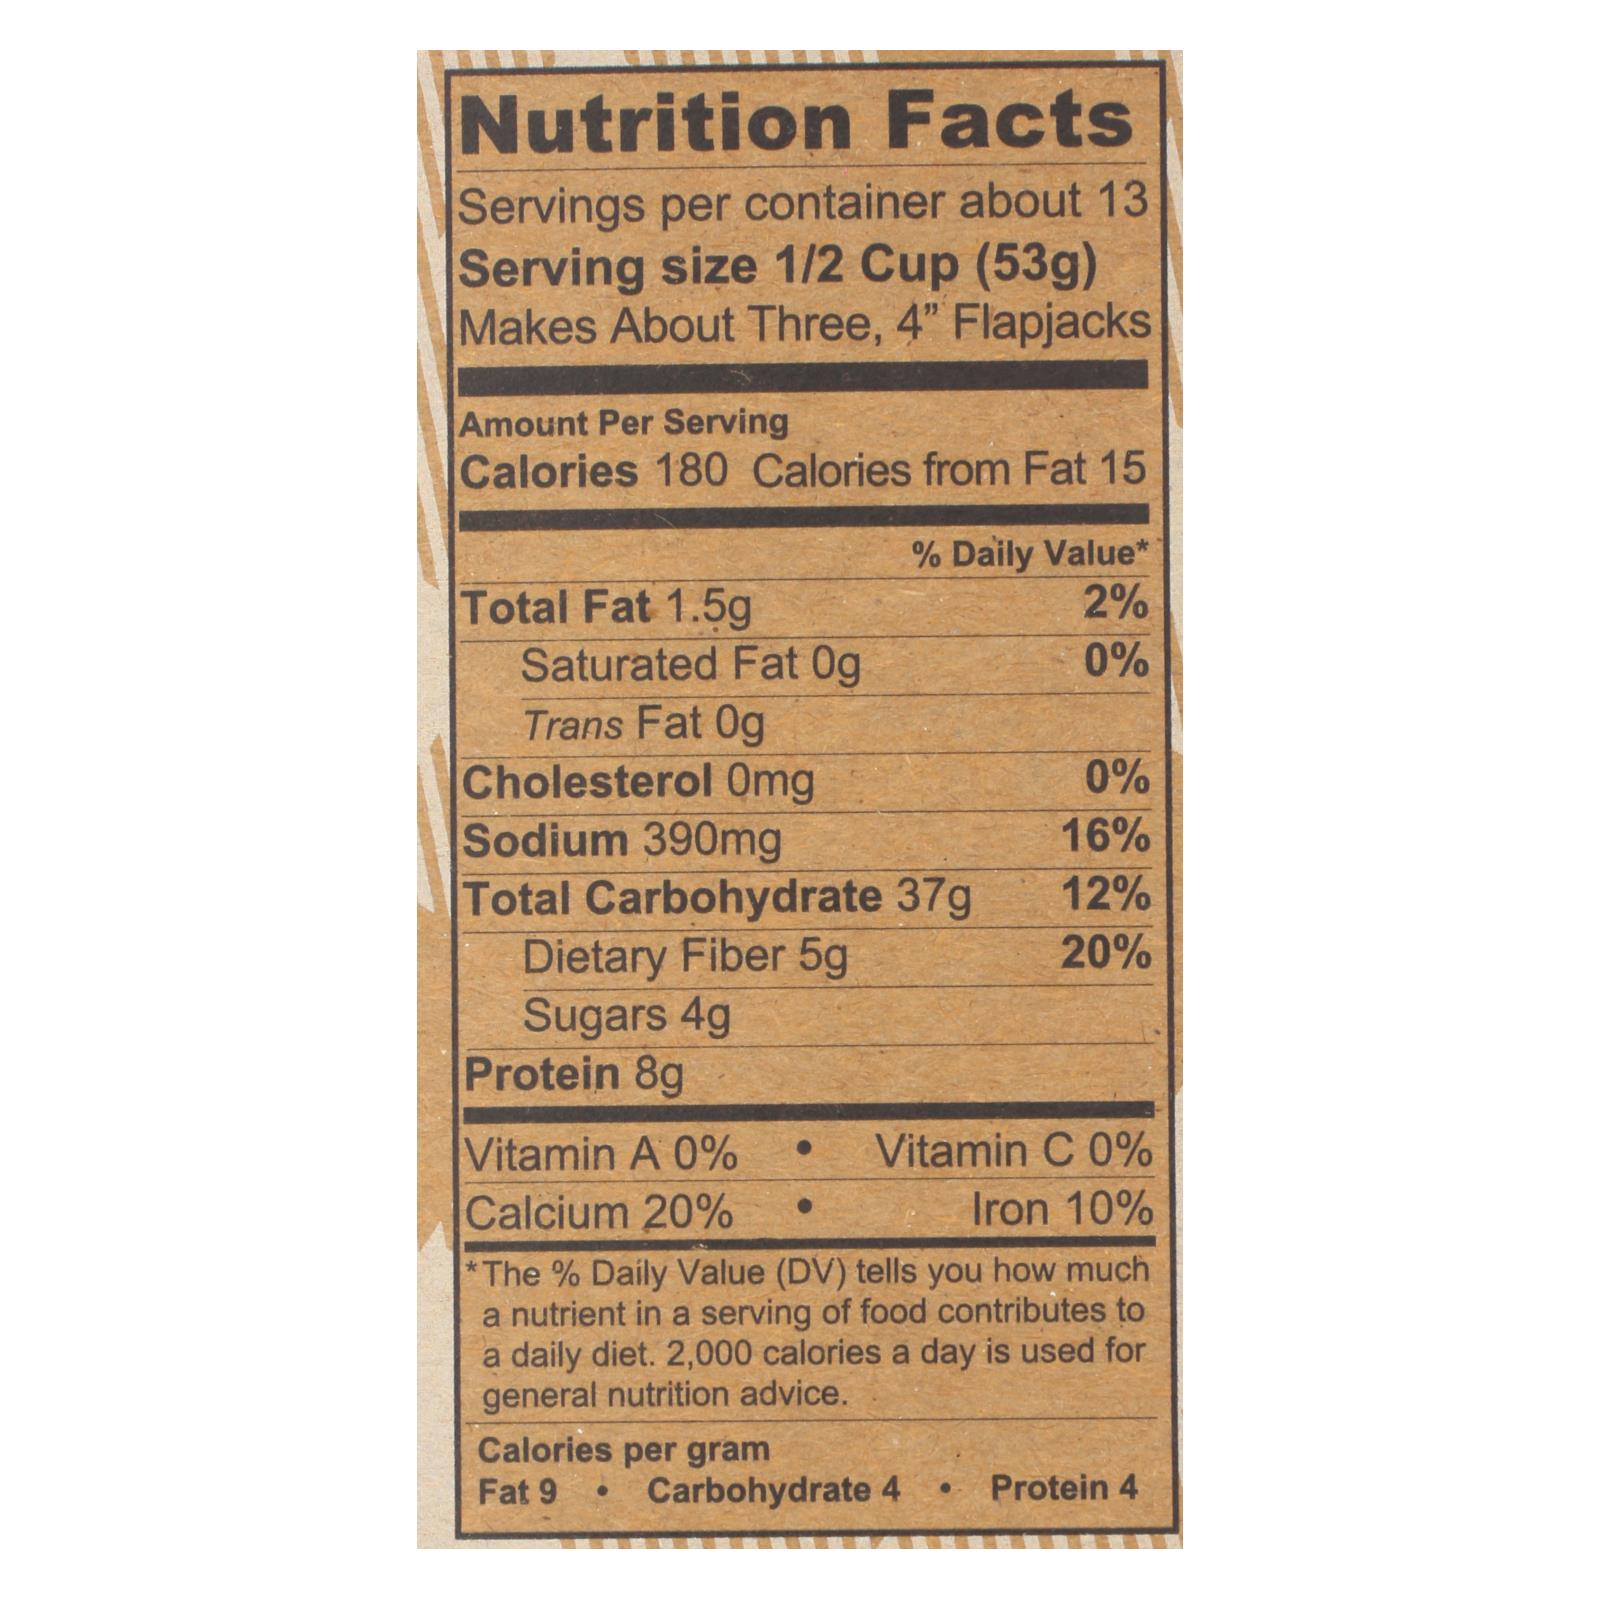 Nutrition Facts
Servings per container about 13
Serving size 1/2 Cup (53g)
Makes About Three, 4” Flapjacks
Amount Per Serving
Calories 180 Calories from Fat 15
% Daily Value*
Total Fat 1.5g 2%
Saturated Fat 0g 0%
Trans Fat 0g
Cholesterol 0mg 0%
Sodium 390mg 16%
Total Carbohydrate 37g 12%
Dietary Fiber 5g 20%
Sugars 4g
Protein 8g
Vitamin A 0% • Vitamin C 0%
Calcium 20% • Iron 10%
*The % Daily Value (DV) tells you how much
a nutrient in a serving of food contributes to
a daily diet. 2,000 calories a day is used for
general nutrition advice.
Calories per gram
Fat 9 • Carbohydrate 4 • Protein 4